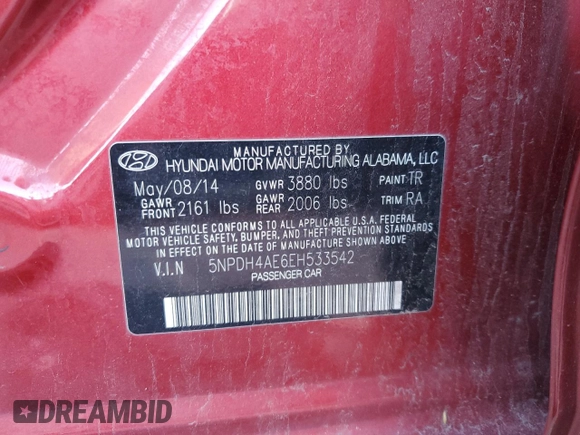 MANUFACTURED BY
HYUNDAI MOTOR MANUFACTURING ALABAMA, LLC
May/08/14 GVWR 3880 lbs PAINT TR
GAWR FRONT 2161 lbs GAWR REAR 2006 lbs TRIM RA
THIS VEHICLE CONFORMS TO ALL APPLICABLE U.S.A. FEDERAL
MOTOR VEHICLE SAFETY, BUMPER, AND THEFT PREVENTION STANDARDS
IN EFFECT ON THE DATE OF MANUFACTURE SHOWN ABOVE.
V.I.N 5NPDH4AE6EH533542
PASSENGER CAR
DREAMBID